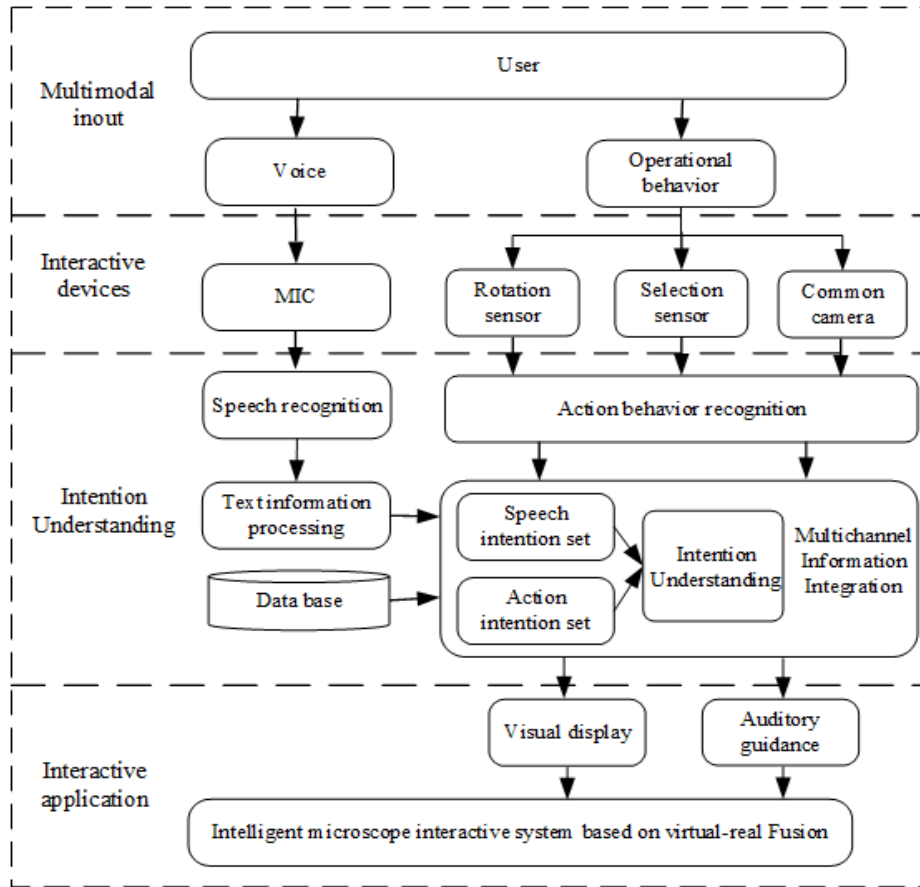 User
Multimodal
inout
Voice
Operational
behavior
Interactive
devices
MIC
Rotation
sensor
Selection
sensor
Common
camera
Speech recognition
Action behavior recognition
Intention
Understanding
Text information
processing
Speech
intention set
Intention
Understanding
Multichannel
Information
Integration
Data base
Action
intention set
Visual display
Auditory
guidance
Interactive
application
Intelligent microscope interactive system based on virtual-real Fusion